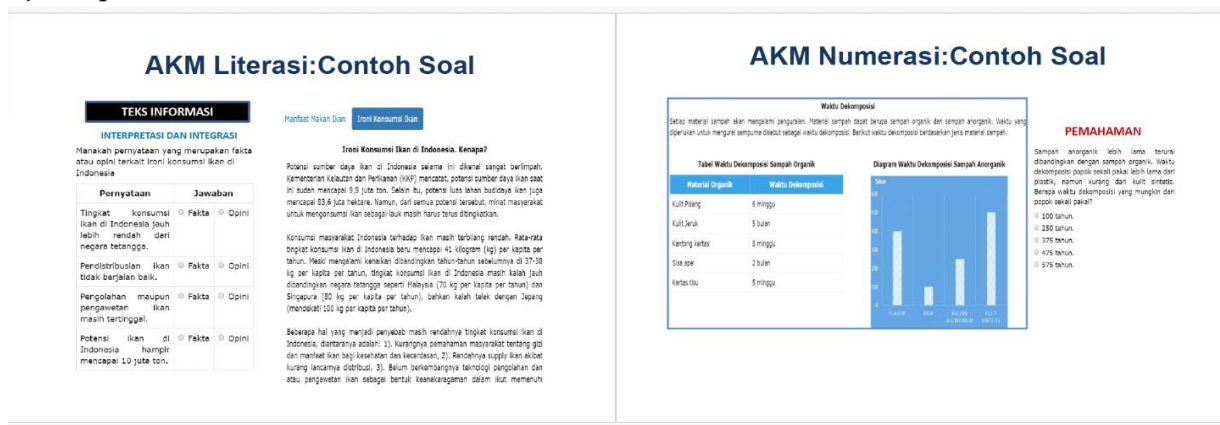 AKM Literasi:Contoh Soal
TEKS INFORMASI
INTERPRETASI DAN INTEGRASI
Manakah pernyataan yang merupakan fakta
atau opini terkait ironi konsumsi ikan di
Indonesia
Pernyataan Jawaban
Tingkat konsumsi
ikan di Indonesia jauh
lebih rendah dari
negara tetangga.
Fakta Opini
Pendistribusian ikan
tidak berjalan baik.
Fakta Opini
Pengolahan maupun
pengawetan ikan
masih tertinggal.
Fakta Opini
Potensi ikan di
Indonesia hampir
mencapai 10 juta ton.
Fakta Opini
Manfaat Makan Ikan Ironi Konsumsi Ikan
Ironi Konsumsi Ikan di Indonesia. Kenapa?
Potensi sumber daya ikan di Indonesia selama ini dikenal sangat berlimpah.
Kementerian Kelautan dan Perikanan (KKP) mencatat, potensi sumber daya ikan saat
ini sudah mencapai 9,9 juta ton. Selain itu, potensi luas lahan budidaya ikan juga
mencapai 83,6 juta hektare. Namun, dari semua potensi tersebut, minat masyarakat
untuk mengonsumsi ikan sebagai lauk masih harus terus ditingkatkan.
Konsumsi masyarakat Indonesia terhadap ikan masih terbilang rendah. Rata-rata
tingkat konsumsi ikan di Indonesia baru mencapai 41 kilogram (kg) per kapita per
tahun. Meski mengalami kenaikan dibandingkan tahun-tahun sebelumnya di 37-38
kg per kapita per tahun, tingkat konsumsi ikan di Indonesia masih kalah jauh
dibandingkan negara tetangga seperti Malaysia (70 kg per kapita per tahun) dan
Singapura (80 kg per kapita per tahun), bahkan kalah telak dengan Jepang
(mendekati 100 kg per kapita per tahun).
Beberapa hal yang menjadi penyebab masih rendahnya tingkat konsumsi ikan di
Indonesia, diantaranya adalah: 1). Kurangnya pemahaman masyarakat tentang gizi
dan manfaat ikan bagi kesehatan dan kecerdasan, 2). Rendahnya supply ikan akibat
kurang lancarnya distribusi, 3). Belum berkembangnya teknologi pengolahan dan
atau pengawetan ikan sebagai bentuk keanekaragaman dalam ikut memenuhi
AKM Numerasi:Contoh Soal
Waktu Dekomposisi
Setiap material sampah akan mengalami penguraian. Material sampah dapat berupa sampah organik dan sampah anorganik. Waktu yang
diperlukan untuk mengurai sempurna disebut sebagai waktu dekomposisi. Berikut waktu dekomposisi berdasarkan jenis material sampah.
Tabel Waktu Dekomposisi Sampah Organik
Material Organik Waktu Dekomposisi
Kulit Pisang 6 minggu
Kulit Jeruk 5 bulan
Kantong kertas 8 minggu
Sisa apel 2 bulan
Kertas tisu 5 minggu
Diagram Waktu Dekomposisi Sampah Anorganik
Tahun
PLASTIK KALENG KULIT
ALUMUNIUM SINTETIS
PEMAHAMAN
Sampah anorganik lebih lama terurai
dibandingkan dengan sampah organik. Waktu
dekomposisi popok sekali pakai lebih lama dari
plastik, namun kurang dari kulit sintetis.
Berapa waktu dekomposisi yang mungkin dari
popok sekali pakai?
100 tahun.
250 tahun.
375 tahun.
475 tahun.
575 tahun.